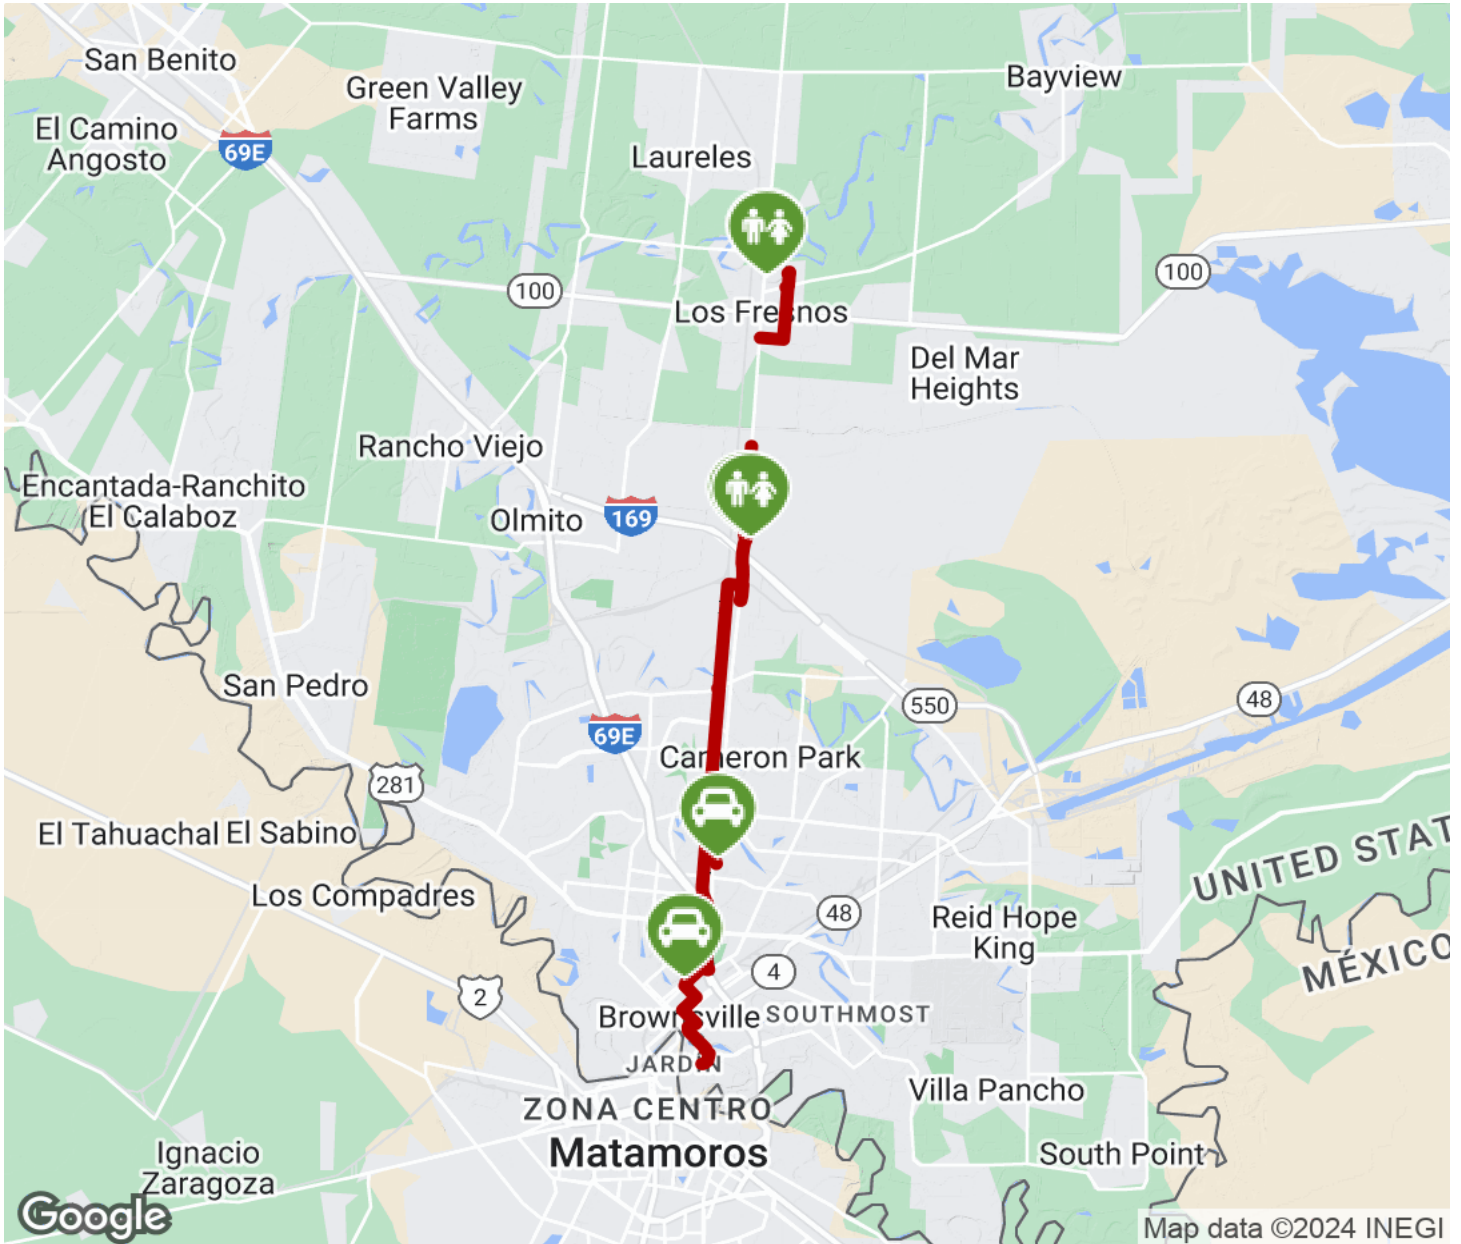 San Benito
Bayview
Green Valley
Farms
El Camino
Angosto
69E
Laureles
100
100
Los Fresnos
Del Mar
Heights
Rancho Viejo
Encantada-Ranchito
El Calaboz
Olmito
169
San Pedro
550
48
69E
Cameron Park
281
El Tahuachal
El Sabino
UNITED STAT
Los Compadres
48
Reid Hope
King
MÉXICO
4
2
Brownsville
SOUTHMOST
JARDÍN
Villa Pancho
ZONA CENTRO
Matamoros
Ignacio
Zaragoza
South Point
Google
Map data ©2024 INEGI